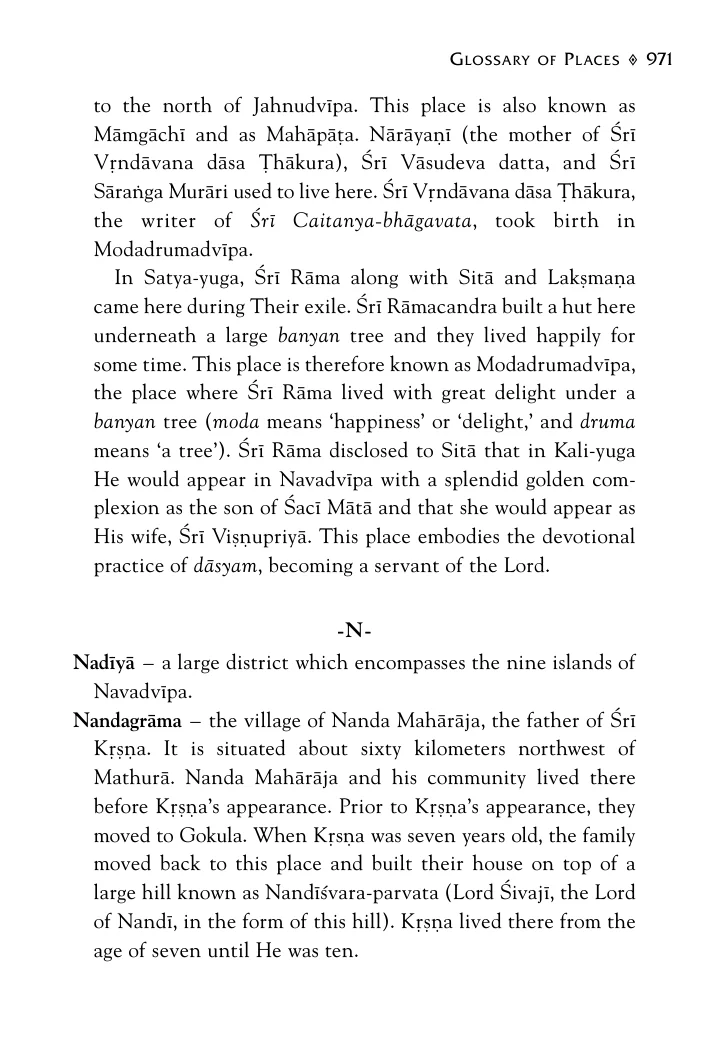 GLOSSARY OF PLACES ◈ 971
to the north of Jahnudvīpa. This place is also known as
Māmgāchī and as Mahāpāṭa. Nārāyaṇī (the mother of Śrī
Vṛndāvana dāsa Ṭhākura), Śrī Vāsudeva datta, and Śrī
Sāraṅga Murāri used to live here. Śrī Vṛndāvana dāsa Ṭhākura,
the writer of Śrī Caitanya-bhāgavata, took birth in
Modadrumadvīpa.
In Satya-yuga, Śrī Rāma along with Sitā and Lakṣmaṇa
came here during Their exile. Śrī Rāmacandra built a hut here
underneath a large banyan tree and they lived happily for
some time. This place is therefore known as Modadrumadvīpa,
the place where Śrī Rāma lived with great delight under a
banyan tree (moda means ‘happiness’ or ‘delight,’ and druma
means ‘a tree’). Śrī Rāma disclosed to Sitā that in Kali-yuga
He would appear in Navadvīpa with a splendid golden com-
plexion as the son of Śacī Mātā and that she would appear as
His wife, Śrī Viṣṇupriyā. This place embodies the devotional
practice of dāsyam, becoming a servant of the Lord.
-N-
Nadīyā – a large district which encompasses the nine islands of
Navadvīpa.
Nandagrāma – the village of Nanda Mahārāja, the father of Śrī
Kṛṣṇa. It is situated about sixty kilometers northwest of
Mathurā. Nanda Mahārāja and his community lived there
before Kṛṣṇa’s appearance. Prior to Kṛṣṇa’s appearance, they
moved to Gokula. When Kṛsṇa was seven years old, the family
moved back to this place and built their house on top of a
large hill known as Nandīśvara-parvata (Lord Śivajī, the Lord
of Nandī, in the form of this hill). Kṛṣṇa lived there from the
age of seven until He was ten.